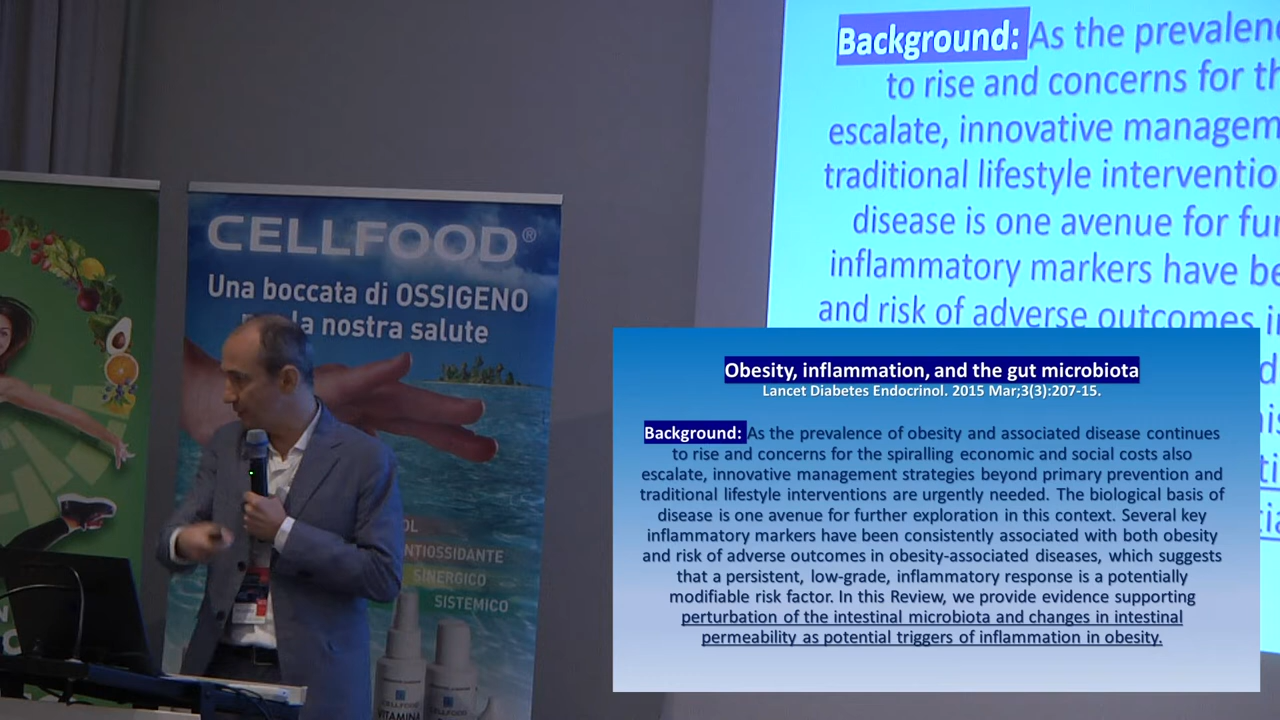 CELLFOOD®
Una boccata di OSSIGENO
la nostra salute
ANTIOSSIDANTE
SINERGICO
SISTEMICO
VITAMINA
CELLFOOD
Background: As the prevalenc
to rise and concerns for th
escalate, innovative managem
traditional lifestyle interventio
disease is one avenue for fur
inflammatory markers have be
and risk of adverse outcomes i
Obesity, inflammation, and the gut microbiota
Lancet Diabetes Endocrinol. 2015 Mar;3(3):207-15.
Background: As the prevalence of obesity and associated disease continues
to rise and concerns for the spiralling economic and social costs also
escalate, innovative management strategies beyond primary prevention and
traditional lifestyle interventions are urgently needed. The biological basis of
disease is one avenue for further exploration in this context. Several key
inflammatory markers have been consistently associated with both obesity
and risk of adverse outcomes in obesity-associated diseases, which suggests
that a persistent, low-grade, inflammatory response is a potentially
modifiable risk factor. In this Review, we provide evidence supporting
perturbation of the intestinal microbiota and changes in intestinal
permeability as potential triggers of inflammation in obesity.